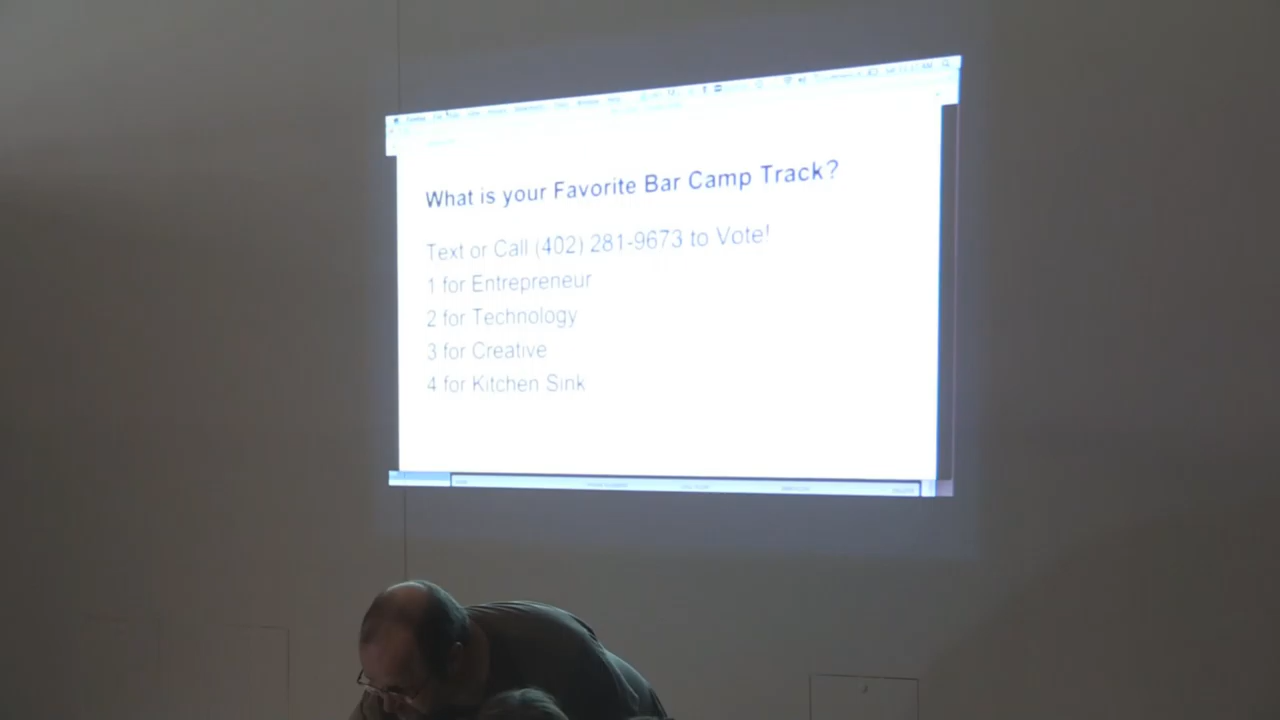 What is your Favorite Bar Camp Track?
Text or Call (402) 281-9673 to Vote!
1 for Entrepreneur
2 for Technology
3 for Creative
4 for Kitchen Sink